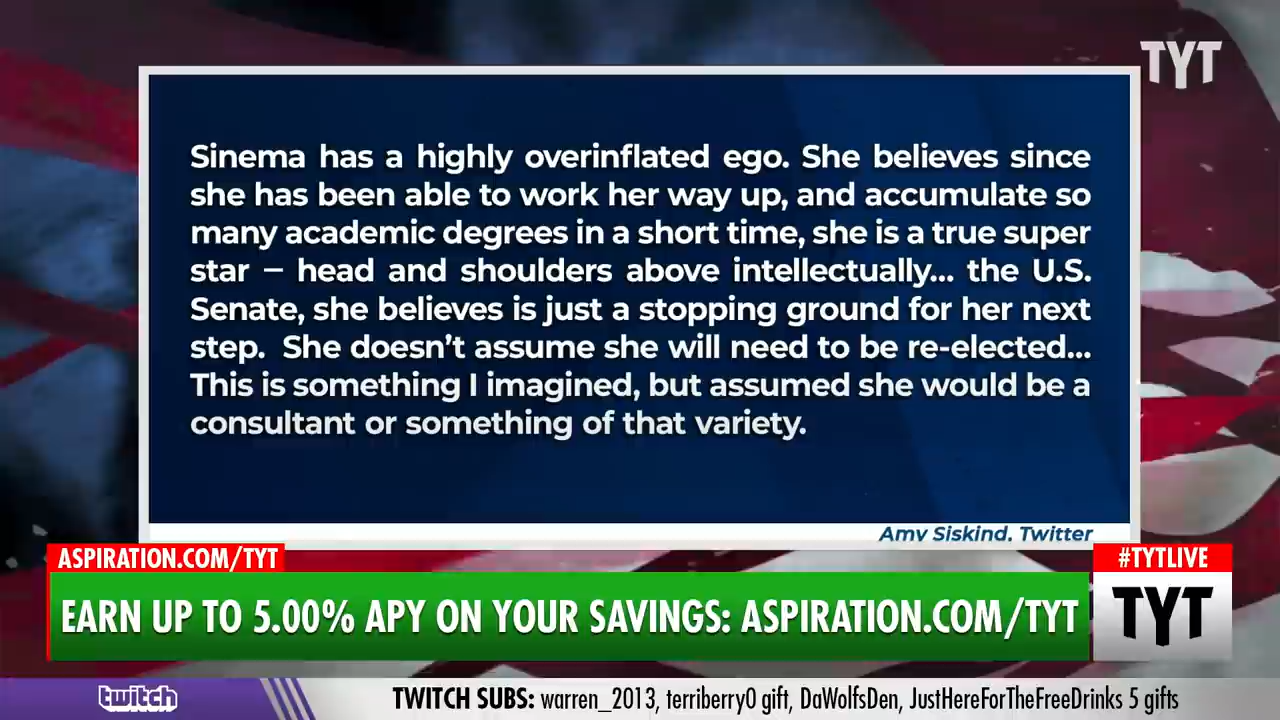 TYT
Sinema has a highly overinflated ego. She believes since
she has been able to work her way up, and accumulate so
many academic degrees in a short time, she is a true super
star – head and shoulders above intellectually... the U.S.
Senate, she believes is just a stopping ground for her next
step.  She doesn't assume she will need to be re-elected...
This is something I imagined, but assumed she would be a
consultant or something of that variety.
Amy Siskind, Twitter
ASPIRATION.COM/TYT
#TYTLIVE
EARN UP TO 5.00% APY ON YOUR SAVINGS: ASPIRATION.COM/TYT
TYT
twitch
TWITCH SUBS: warren_2013, terriberry0 gift, DaWolfsDen, JustHereForTheFreeDrinks 5 gifts